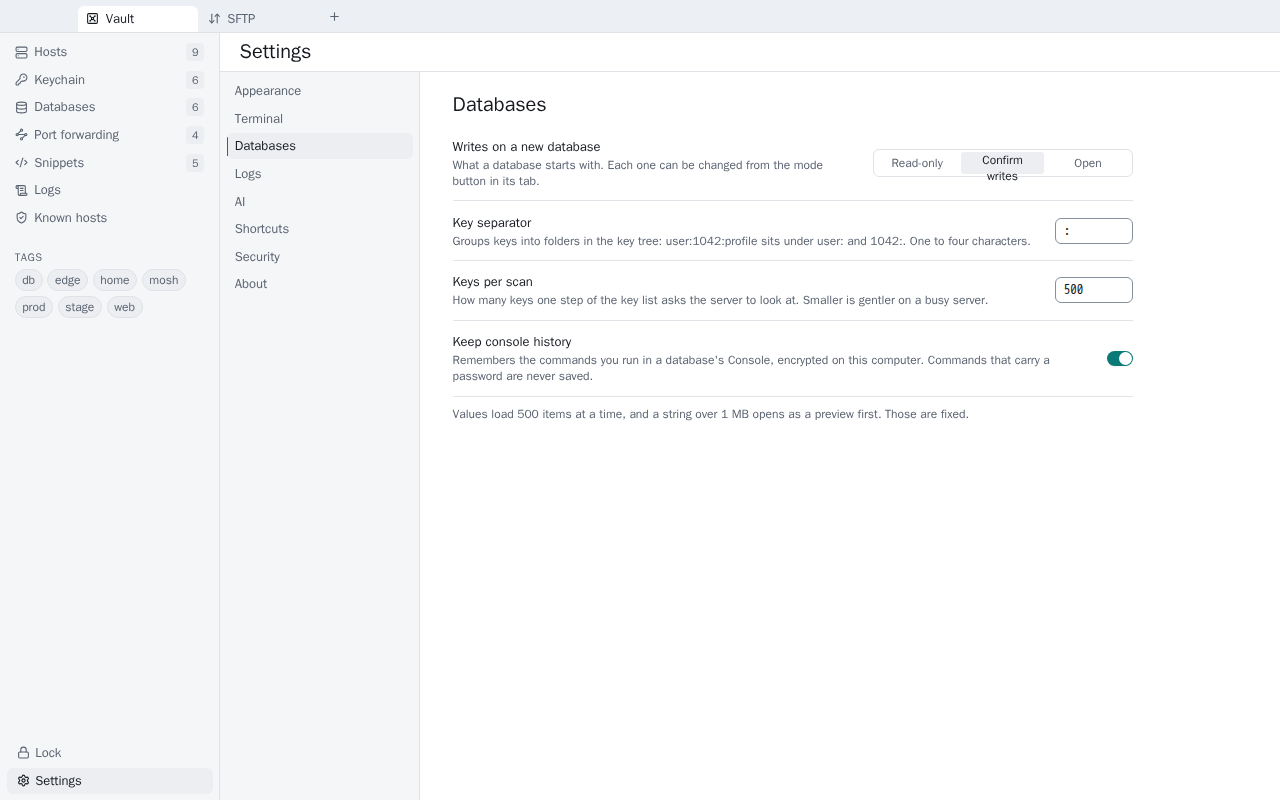 Vault
SFTP
Hosts 9
Keychain 6
Databases 6
Port forwarding 4
Snippets 5
Logs
Known hosts
TAGS
db edge home mosh
prod stage web
Lock
Settings
Settings
Appearance
Terminal
Databases
Logs
AI
Shortcuts
Security
About
Databases
Writes on a new database
What a database starts with. Each one can be changed from the mode
button in its tab.
Read-only
Confirm
writes
Open
Key separator
Groups keys into folders in the key tree: user:1042:profile sits under user: and 1042:. One to four characters.
:
Keys per scan
How many keys one step of the key list asks the server to look at. Smaller is gentler on a busy server.
500
Keep console history
Remembers the commands you run in a database's Console, encrypted on this computer. Commands that carry a
password are never saved.
Values load 500 items at a time, and a string over 1 MB opens as a preview first. Those are fixed.